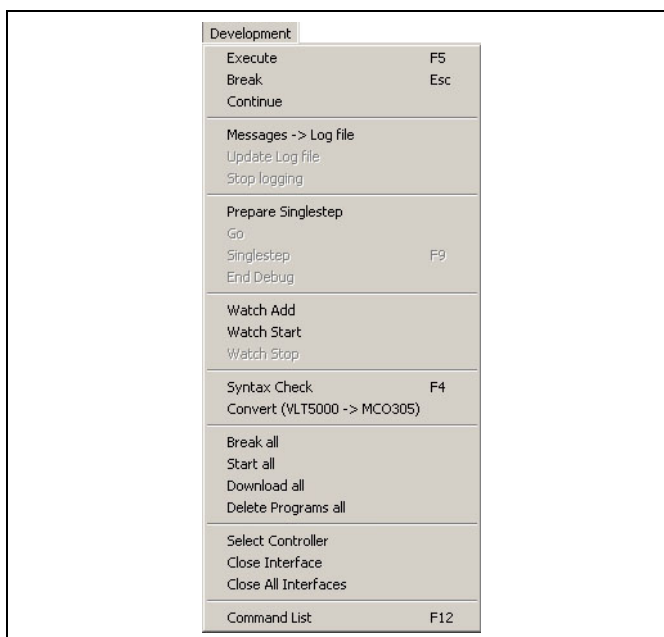 Development
Execute F5
Break Esc
Continue
Messages -> Log file
Update Log file
Stop logging
Prepare Singlestep
Go
Singlestep F9
End Debug
Watch Add
Watch Start
Watch Stop
Syntax Check F4
Convert (VLT5000 -> MCO305)
Break all
Start all
Download all
Delete Programs all
Select Controller
Close Interface
Close All Interfaces
Command List F12